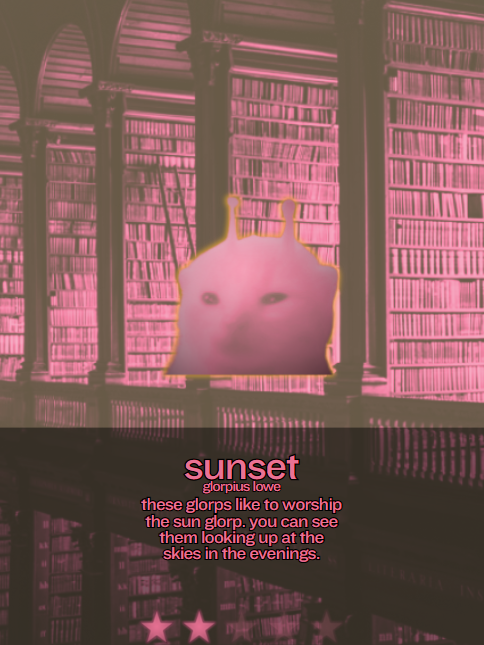 sunset
glorpius lowe
these glorps like to worship
the sun glorp. you can see
them looking up at the
skies in the evenings.